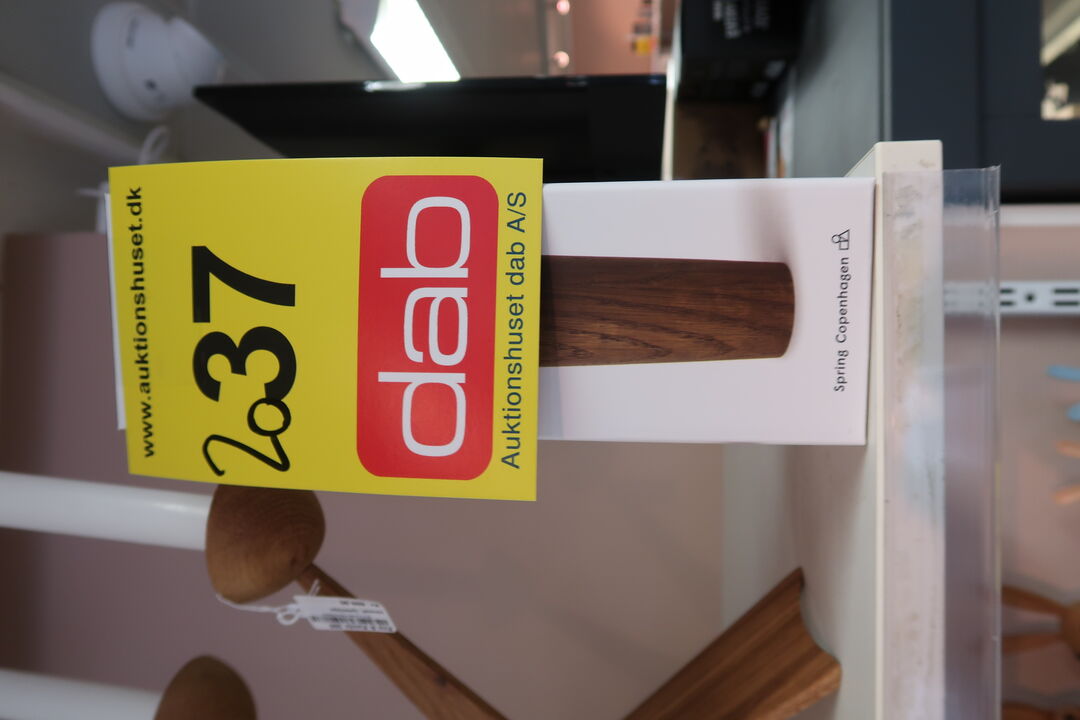 www.auktionshuset.dk
2037
dab
Auktionshuset dab A/S
Spring Copenhagen